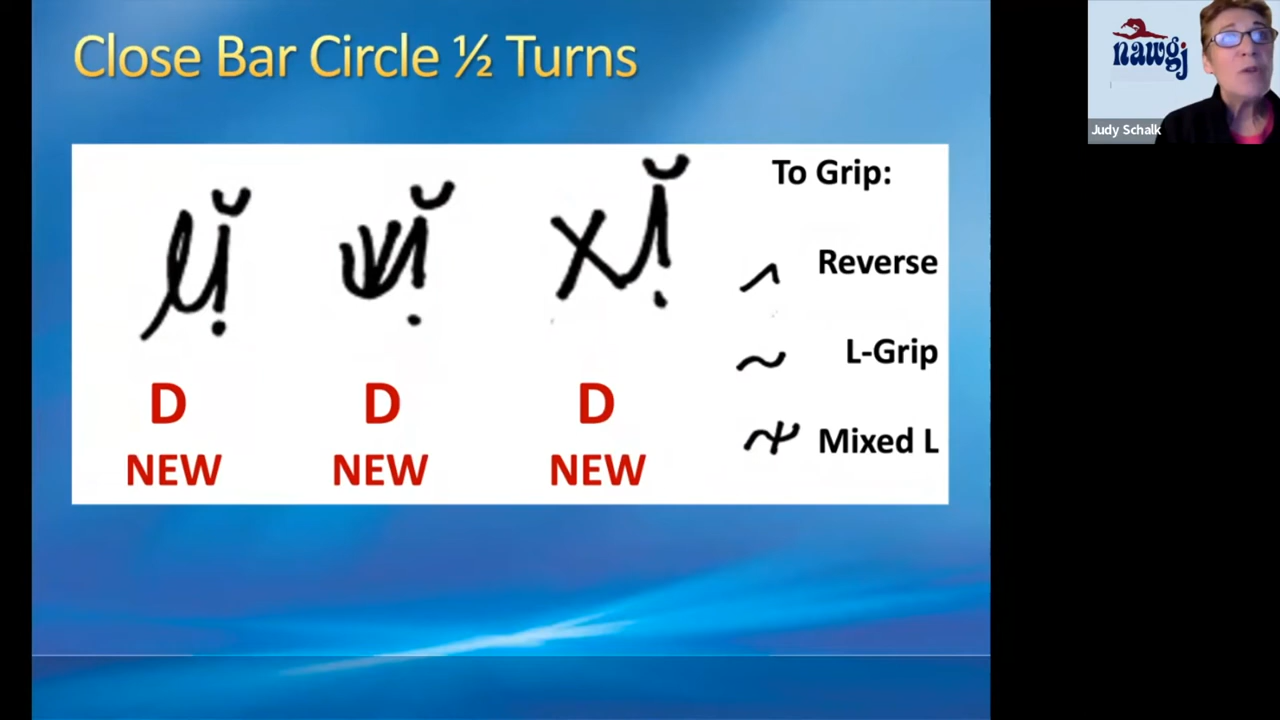 Close Bar Circle ½ Turns
nawgj
Judy Schalk
To Grip:
Reverse
L-Grip
Mixed L
D D D
NEW NEW NEW